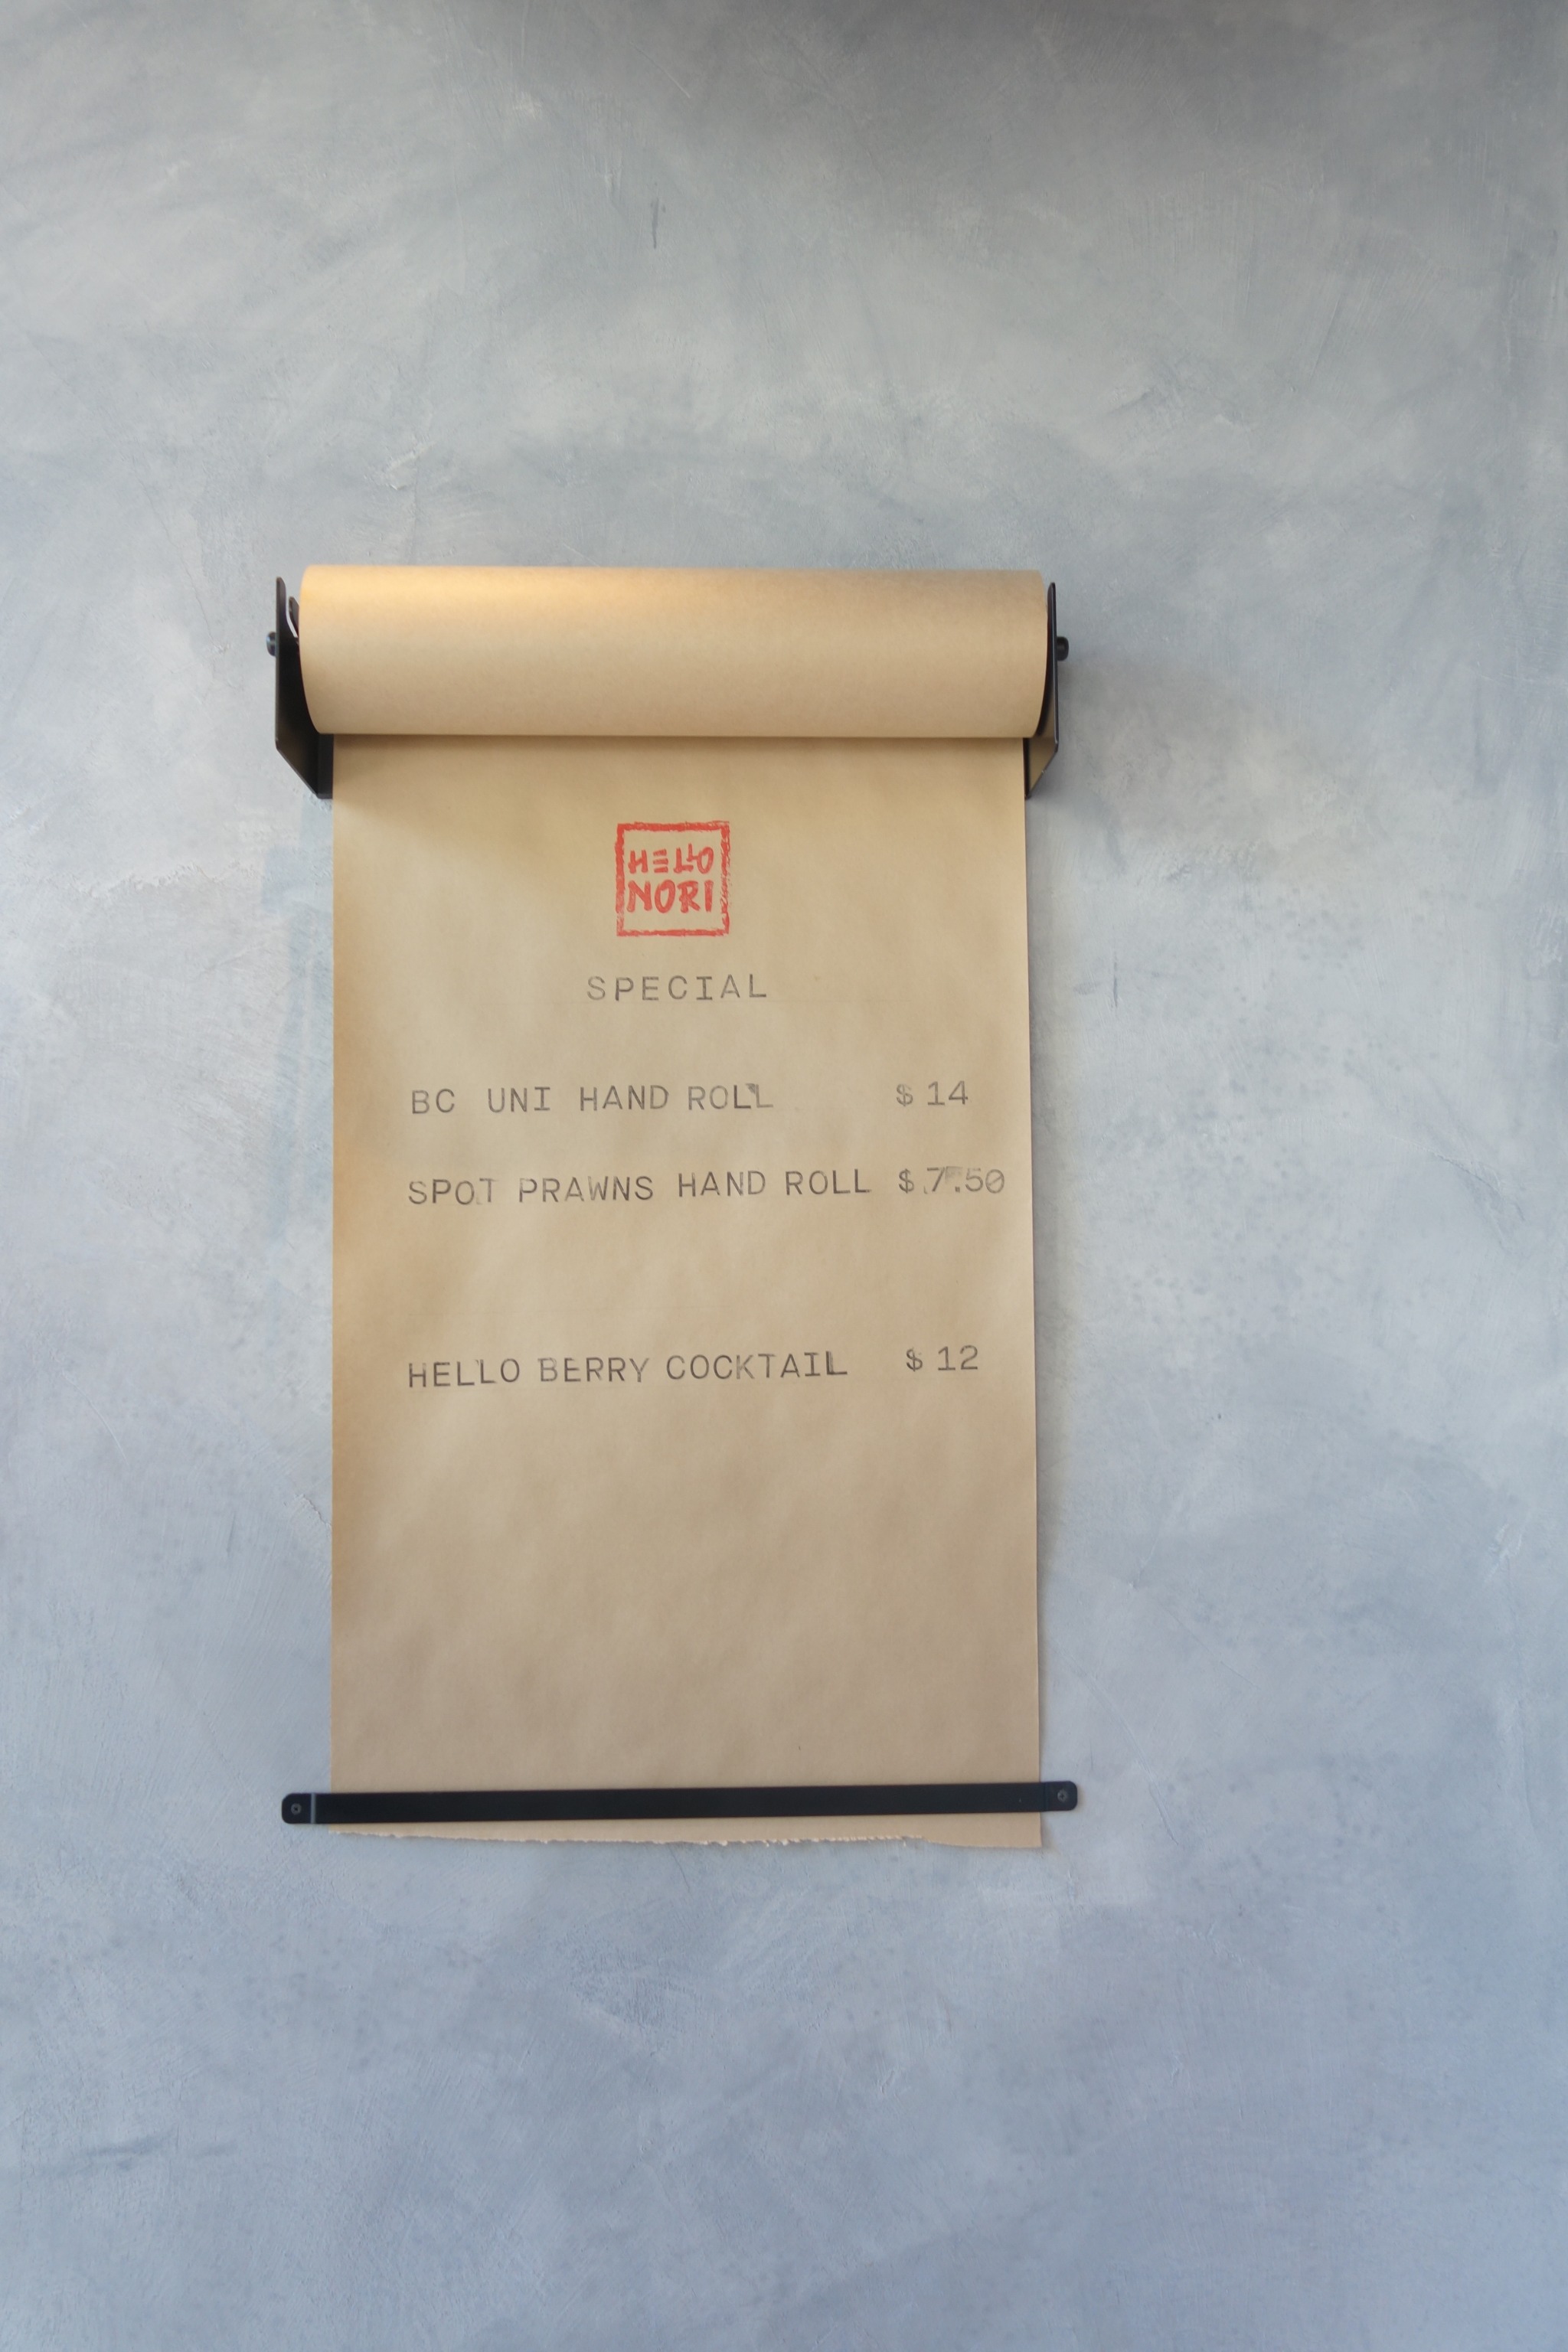 HELLO
NORI
SPECIAL
BC UNI HAND ROLL $14
SPOT PRAWNS HAND ROLL $7.50
HELLO BERRY COCKTAIL $12